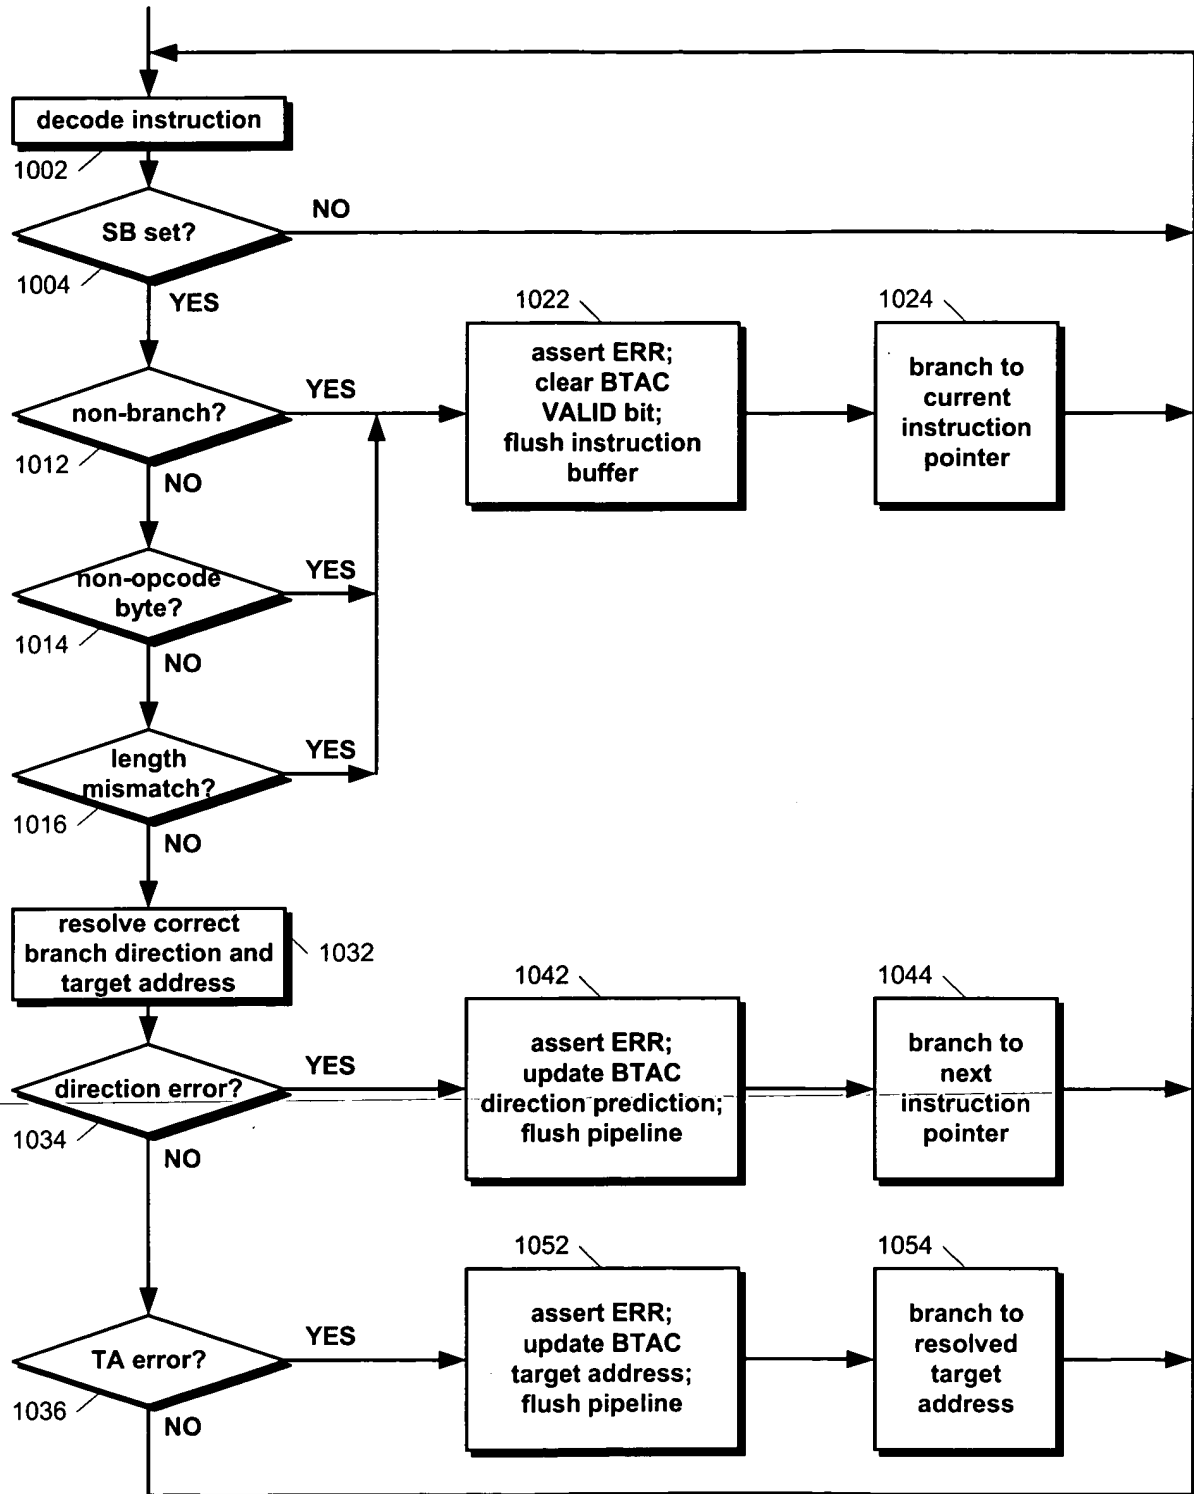 decode instruction
1002
SB set?
NO
1004
YES
1022
1024
non-branch?
YES
assert ERR;
clear BTAC
VALID bit;
flush instruction
buffer
branch to
current
instruction
pointer
1012
NO
non-opcode
byte?
YES
1014
NO
length
mismatch?
YES
1016
NO
resolve correct
branch direction and
target address
1032
1042
1044
direction error?
YES
assert ERR;
update BTAC
direction prediction;
flush pipeline
branch to
next
instruction
pointer
1034
NO
1052
1054
TA error?
YES
assert ERR;
update BTAC
target address;
flush pipeline
branch to
resolved
target
address
1036
NO